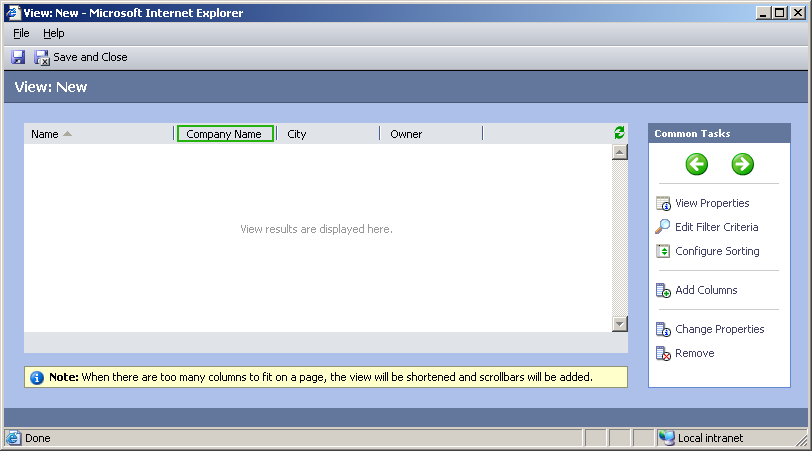 View: New - Microsoft Internet Explorer
File Help
Save and Close
View: New
Name Company Name City Owner
View results are displayed here.
Note: When there are too many columns to fit on a page, the view will be shortened and scrollbars will be added.
Common Tasks
View Properties
Edit Filter Criteria
Configure Sorting
Add Columns
Change Properties
Remove
Done Local intranet